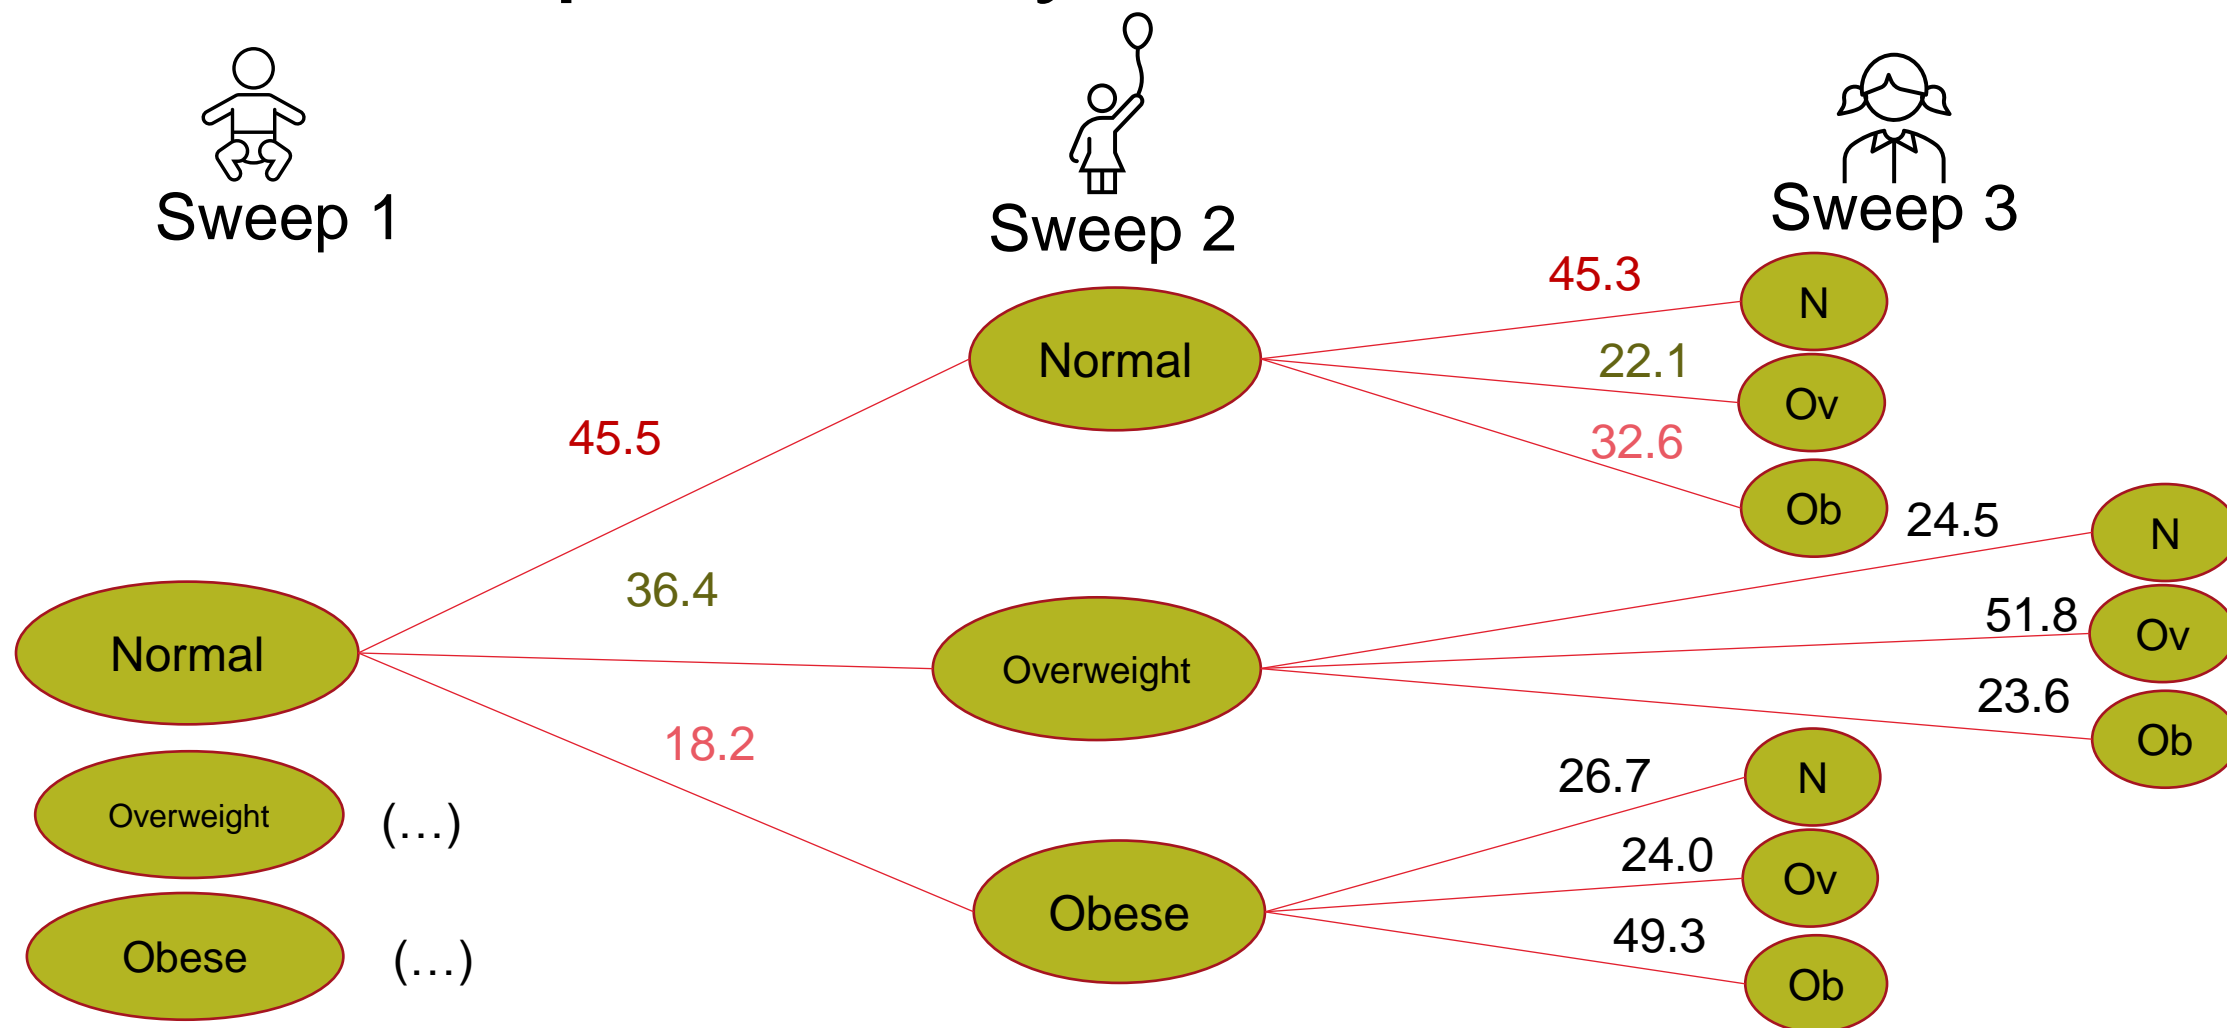 Sweep 1
Sweep 2
Sweep 3
45.3
N
22.1
Ov
32.6
Ob
Normal
45.5
36.4
18.2
Normal
Overweight
24.5
N
51.8
Ov
23.6
Ob
Overweight
(...)
Obese
(...)
Obese
26.7
N
24.0
Ov
49.3
Ob